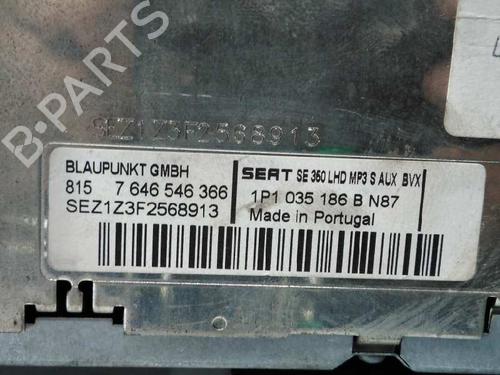 B-PARTS
SEZ1Z3F2568913
BLAUPUNKT GMBH
815 7 646 546 366
SEZ1Z3F2568913
SEAT SE 350 LHD MP3 S AUX BVX
1P1 035 186 B N87
Made in Portugal